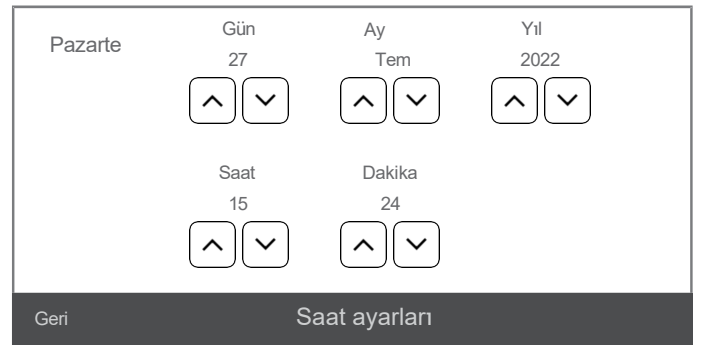 Pazarte
Gün Ay Yıl
27 Tem 2022
Saat Dakika
15 24
Geri Saat ayarları